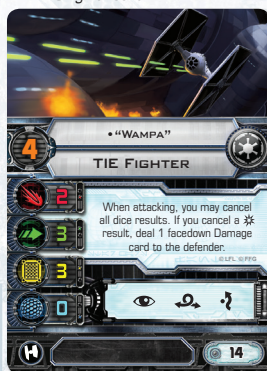 • "WAMPA"
4
TIE FIGHTER
2
When attacking, you may cancel
all dice results. If you cancel a
result, deal 1 facedown Damage
card to the defender.
3
©LFL ©FFG
3
0
14